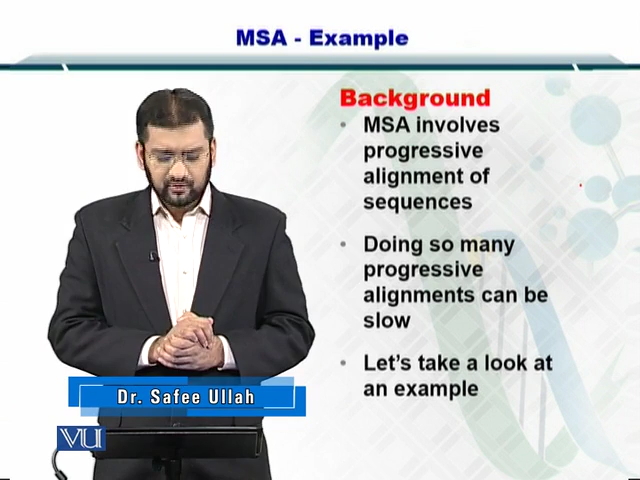 MSA - Example
Background
• MSA involves
progressive
alignment of
sequences
• Doing so many
progressive
alignments can be
slow
• Let's take a look at
an example
Dr. Safee Ullah
VU